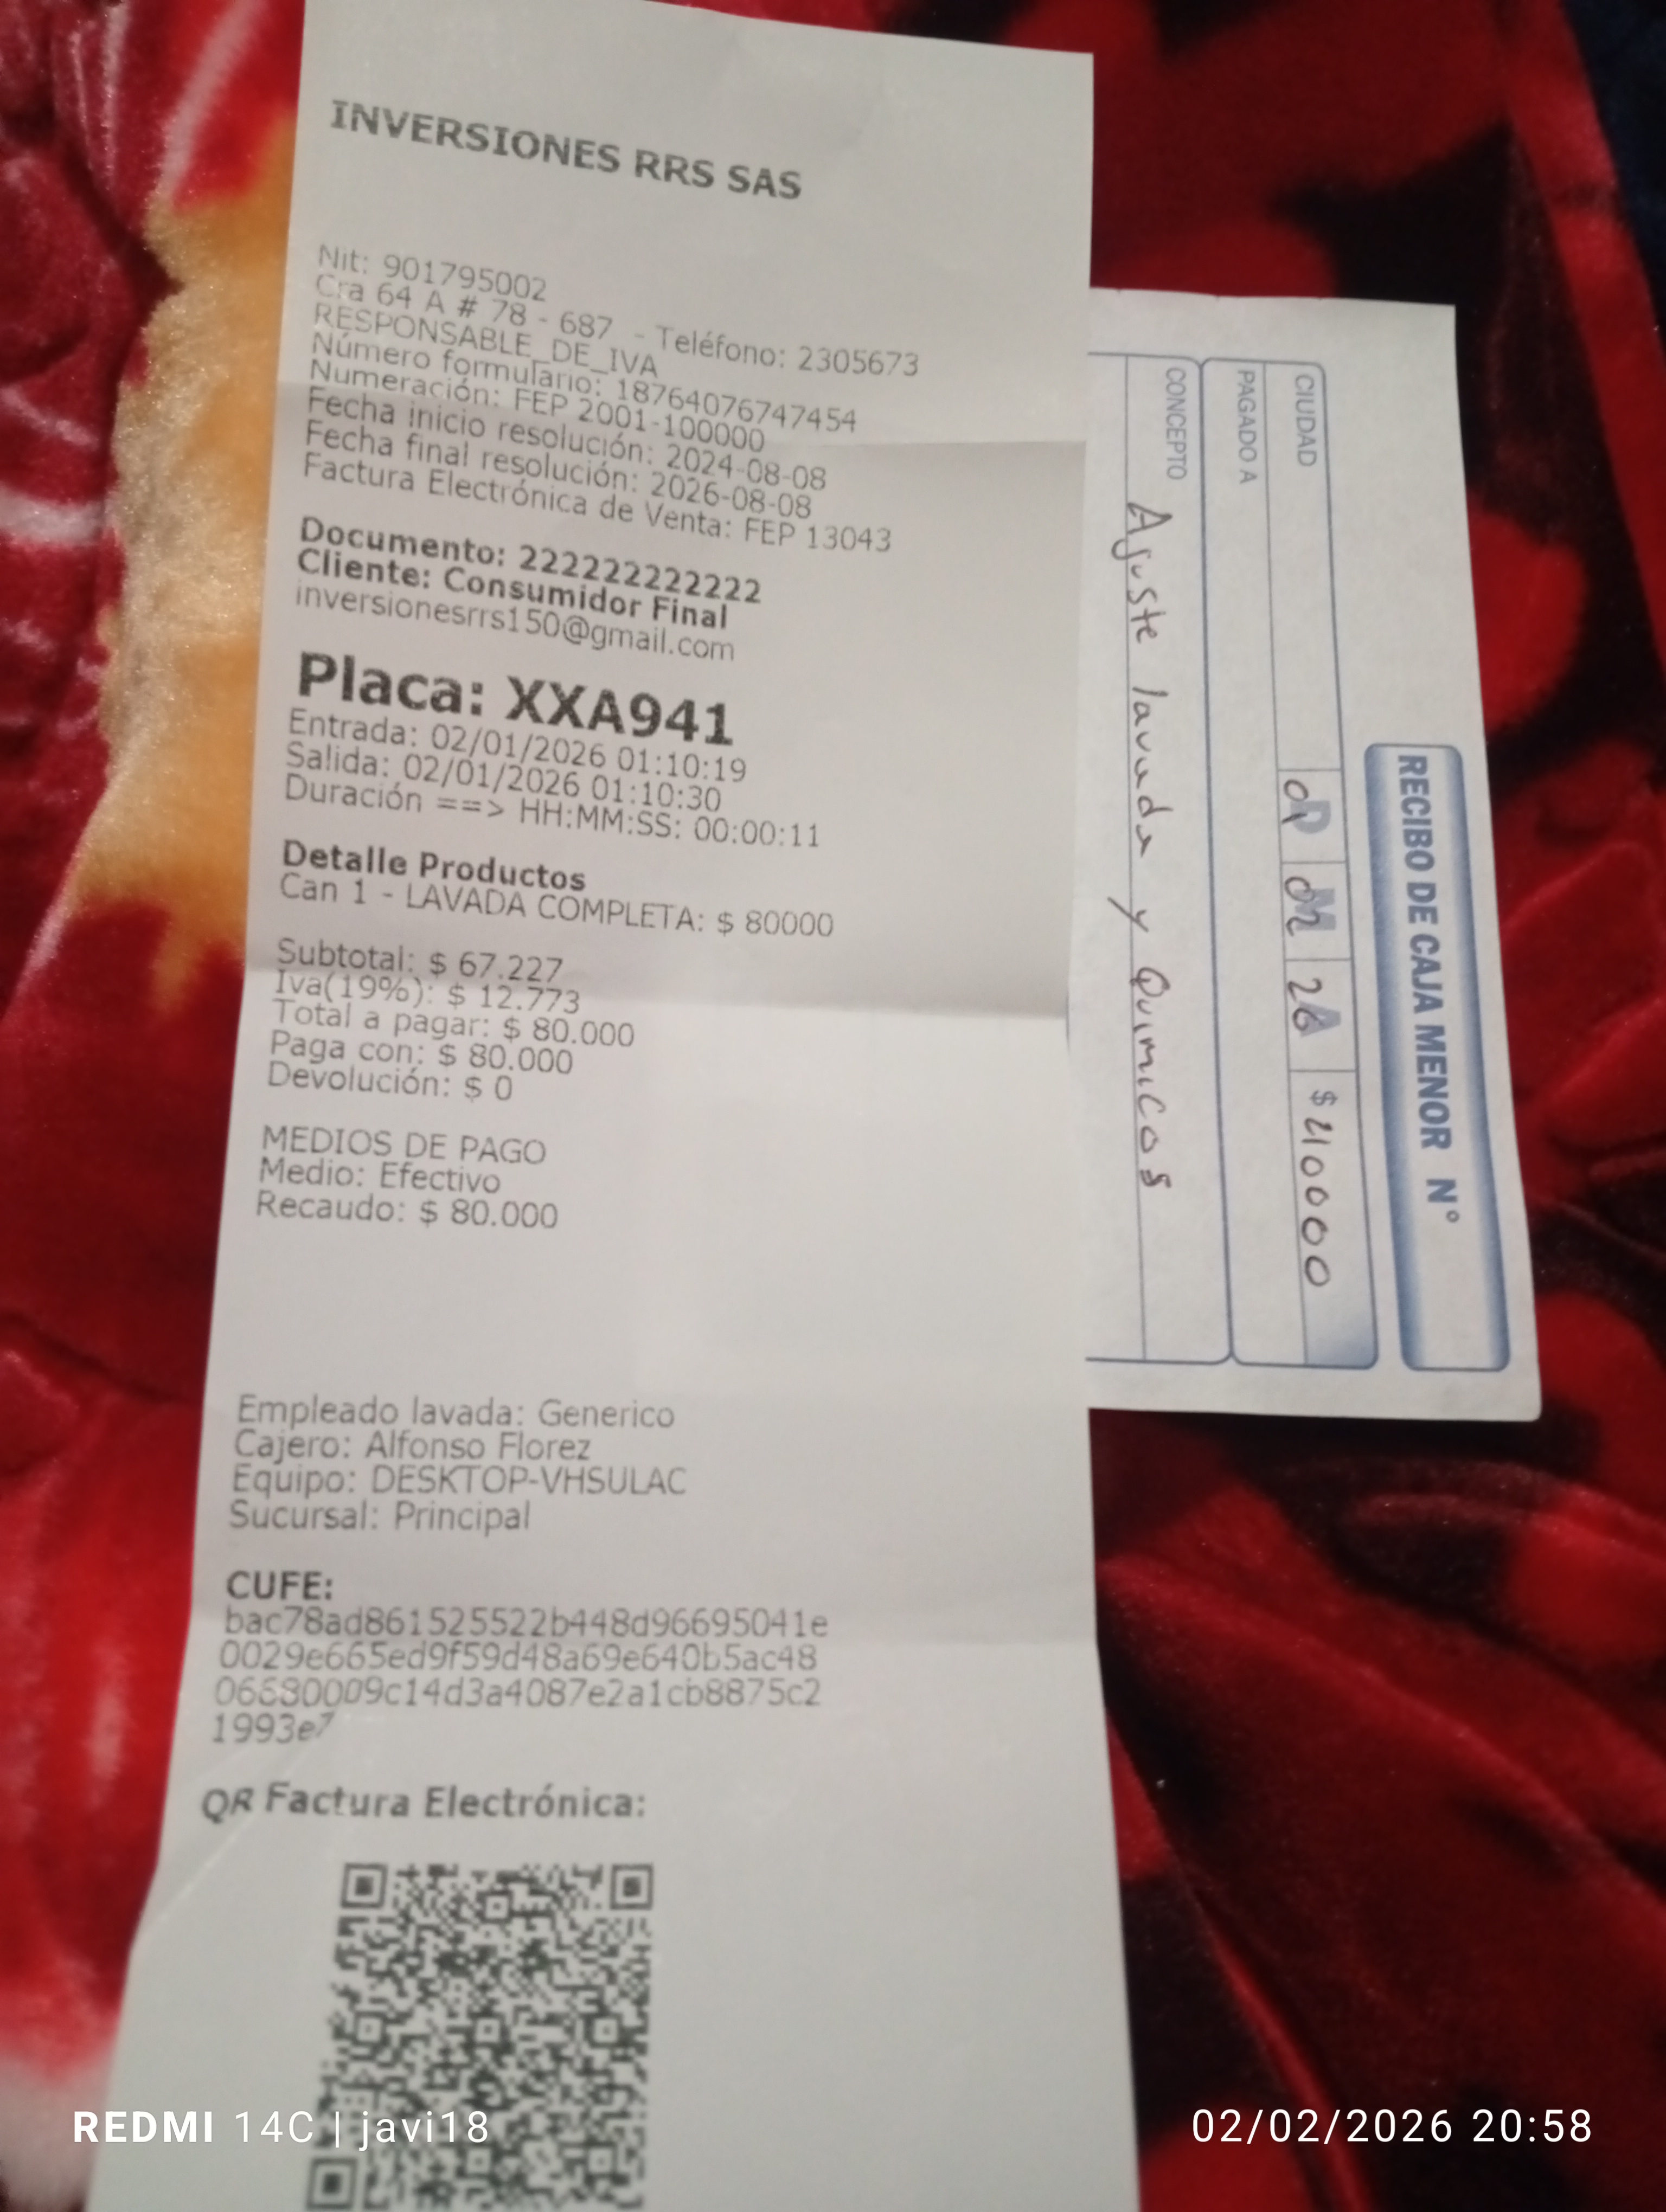 INVERSIONES RRS SAS
Nit: 901795002
Cra 64 A # 78 - 687 - Teléfono: 2305673
RESPONSABLE_DE_IVA
Número formulario: 18764076747454
Numeración: FEP 2001-100000
Fecha inicio resolución: 2024-08-08
Fecha final resolución: 2026-08-08
Factura Electrónica de Venta: FEP 13043
Documento: 222222222222
Cliente: Consumidor Final
inversionesrrs150@gmail.com
Placa: XXA941
Entrada: 02/01/2026 01:10:19
Salida: 02/01/2026 01:10:30
Duración ==> HH:MM:SS: 00:00:11
Detalle Productos
Can 1 - LAVADA COMPLETA: $ 80000
Subtotal: $ 67.227
Iva(19%): $ 12.773
Total a pagar: $ 80.000
Paga con: $ 80.000
Devolución: $ 0
MEDIOS DE PAGO
Medio: Efectivo
Recaudo: $ 80.000
Empleado lavada: Generico
Cajero: Alfonso Florez
Equipo: DESKTOP-VHSULAC
Sucursal: Principal
CUFE:
bac78ad861525522b448d96695041e
0029e665ed9f59d48a69e640b5ac48
1993e7
QR Factura Electrónica:
RECIBO DE CAJA MENOR N°
CIUDAD D M A $ 40000
PAGADO A
CONCEPTO Ajuste lavada y Quimicos
REDMI 14C | javi18
02/02/2026 20:58